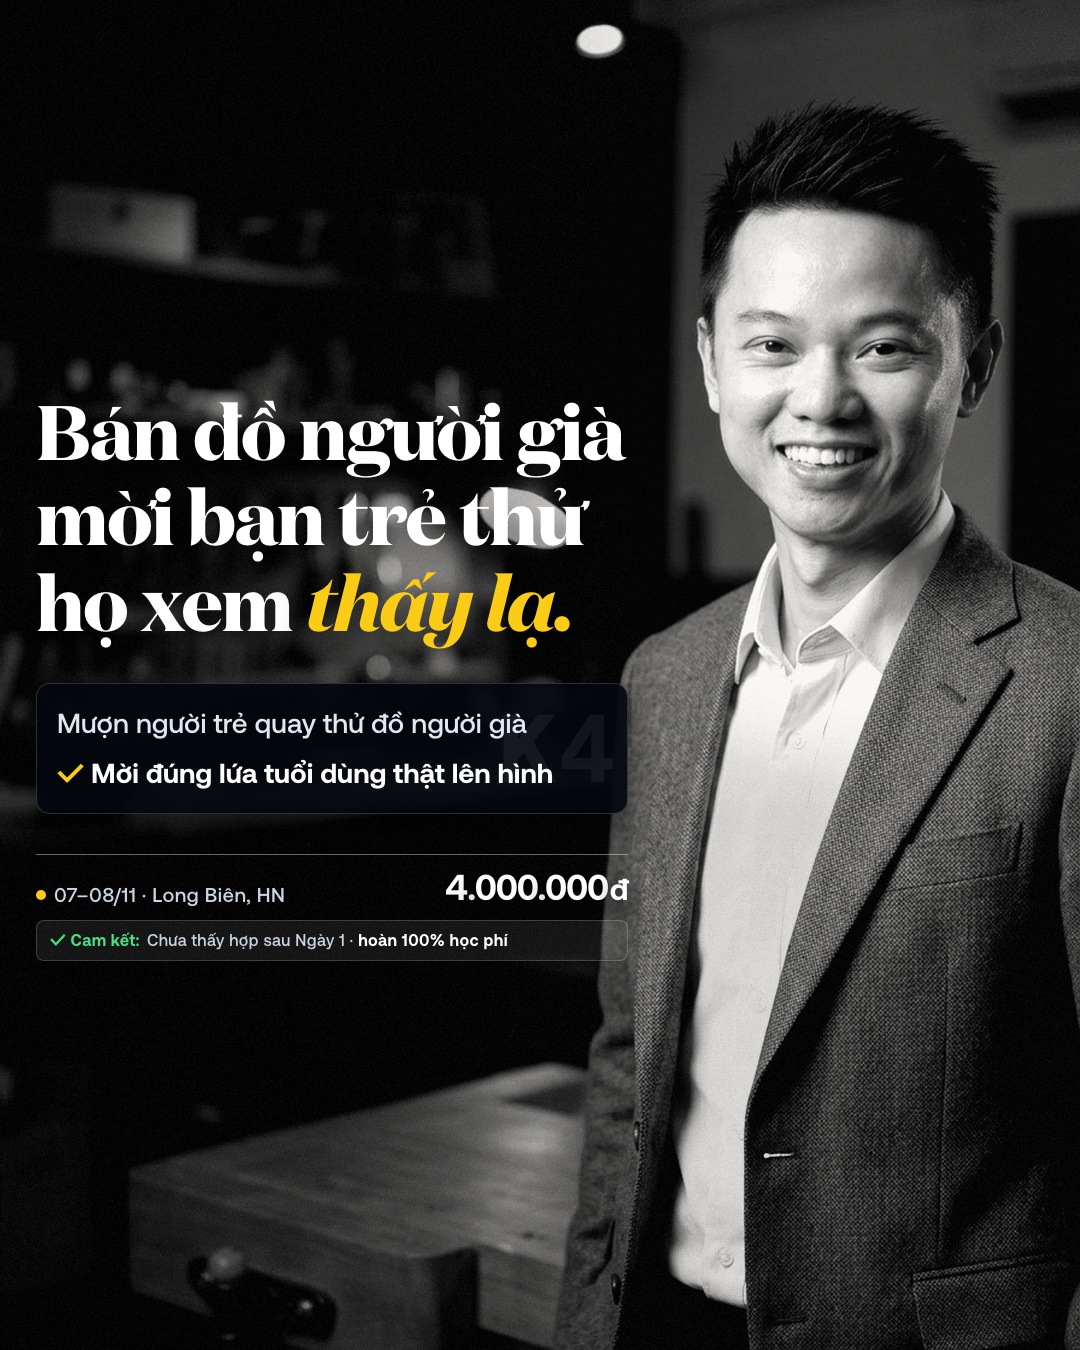 Bán đồ người già
mời bạn trẻ thử
họ xem thấy lạ.
K4
Mượn người trẻ quay thử đồ người già
Mời đúng lứa tuổi dùng thật lên hình
07–08/11 · Long Biên, HN
4.000.000đ
Cam kết: Chưa thấy hợp sau Ngày 1 · hoàn 100% học phí